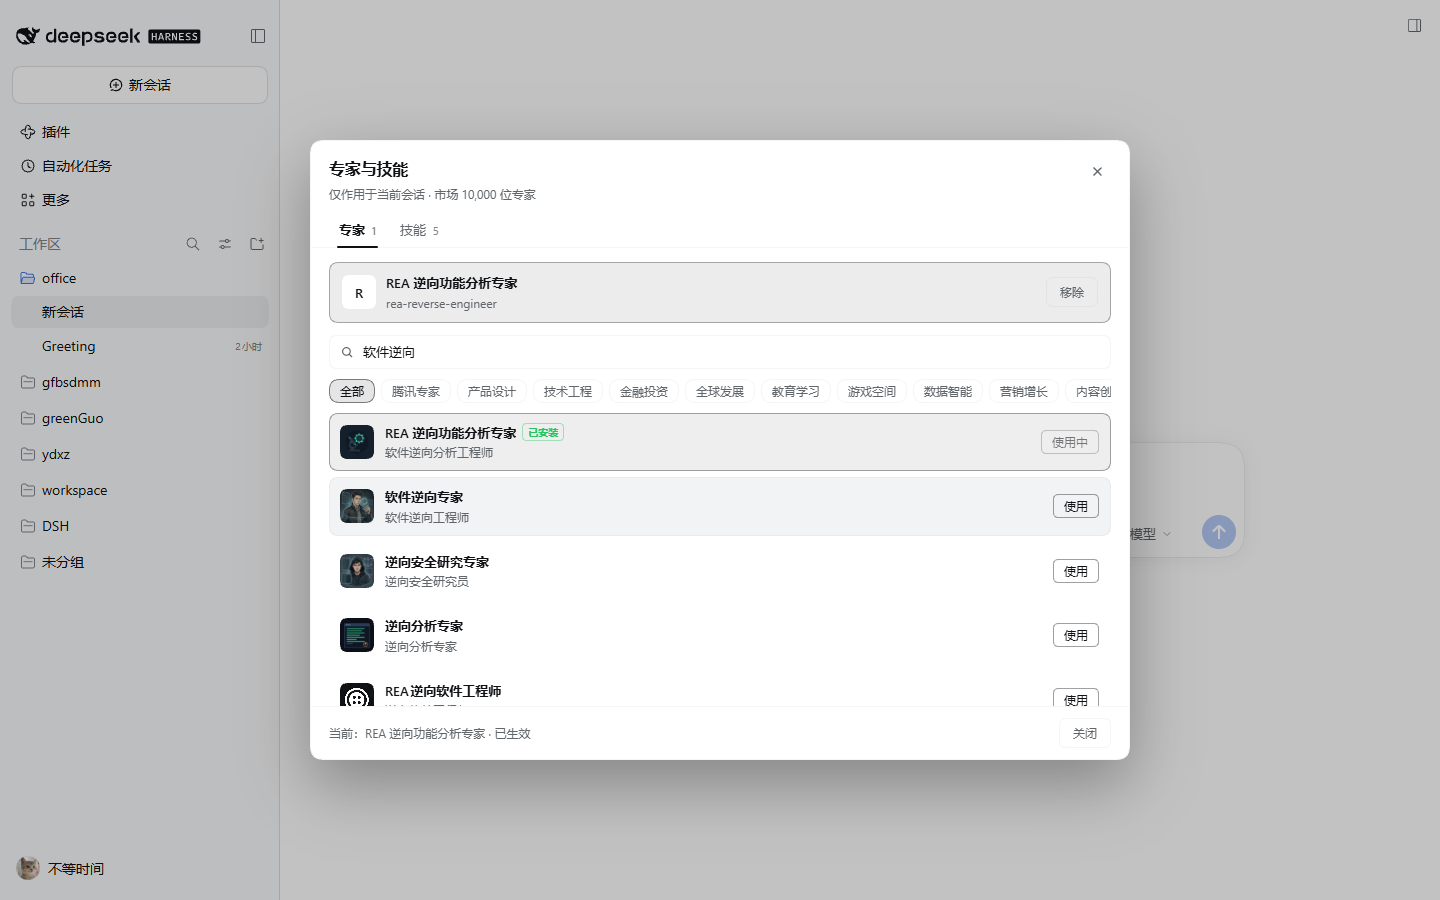 deepseek HARNESS
新会话
插件
自动化任务
更多
工作区
office
新会话
Greeting 2 小时
gfbsdmm
greenGuo
ydxz
workspace
DSH
未分组
不等时间
专家与技能
仅作用于当前会话 · 市场 10,000 位专家
专家 1 技能 5
R
REA 逆向功能分析专家
rea-reverse-engineer
移除
软件逆向
全部 腾讯专家 产品设计 技术工程 金融投资 全球发展 教育学习 游戏空间 数据智能 营销增长 内容创
REA 逆向功能分析专家 已安装
软件逆向分析工程师
使用中
软件逆向专家
软件逆向工程师
使用
逆向安全研究专家
逆向安全研究员
使用
逆向分析专家
逆向分析专家
使用
REA逆向软件工程师
使用
当前：REA 逆向功能分析专家 · 已生效
关闭
模型